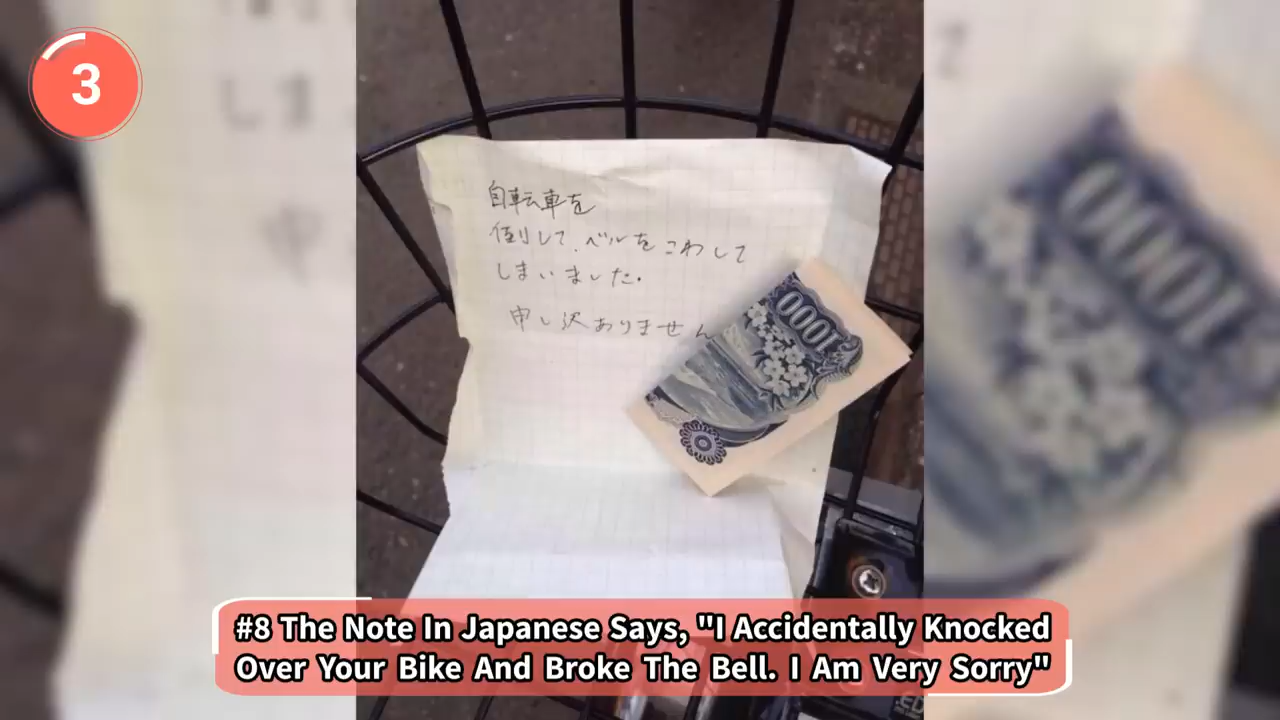 3
自転車を
倒して、ベルをこわして
しまいました.
申し訳ありません
1000
#8 The Note In Japanese Says, "I Accidentally Knocked
Over Your Bike And Broke The Bell. I Am Very Sorry"